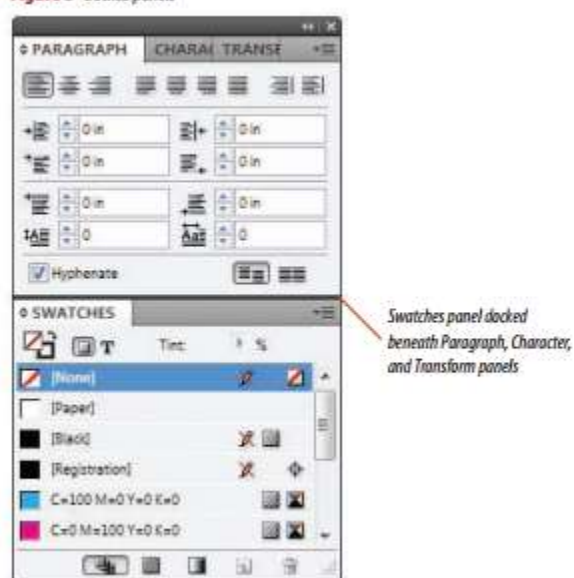 PARAGRAPH CHARAC TRANSF
0 in 0 in
0 in 0 in
0 in 0 in
0 0
Hyphenate
SWATCHES
T Tint: %
[None]
[Paper]
[Black]
[Registration]
C=100 M=0 Y=0 K=0
C=0 M=100 Y=0 K=0
Swatches panel docked
beneath Paragraph, Character,
and Transform panels